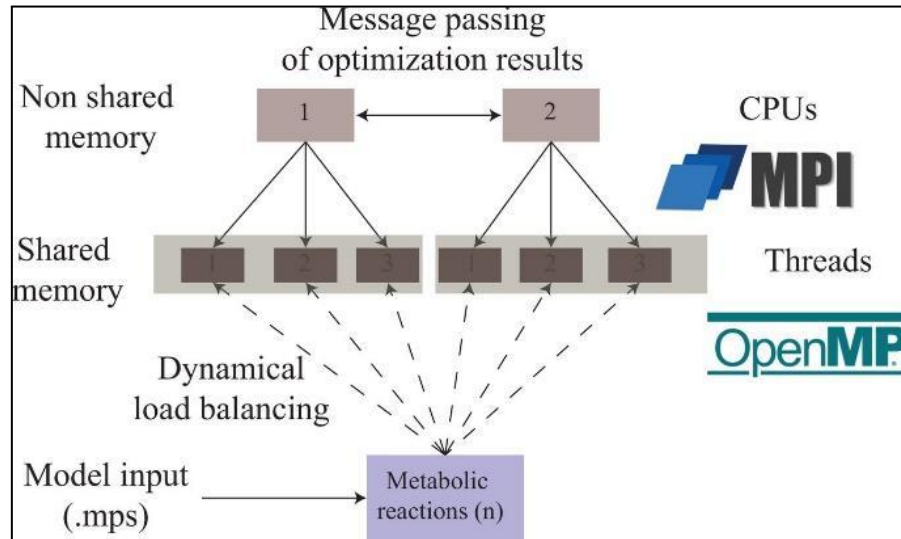 Message passing
of optimization results
Non shared
memory
1
2
CPUs
MPI
Shared
memory
1
2
3
1
2
3
Threads
OpenMP
Dynamical
load balancing
Model input
(.mps)
Metabolic
reactions (n)